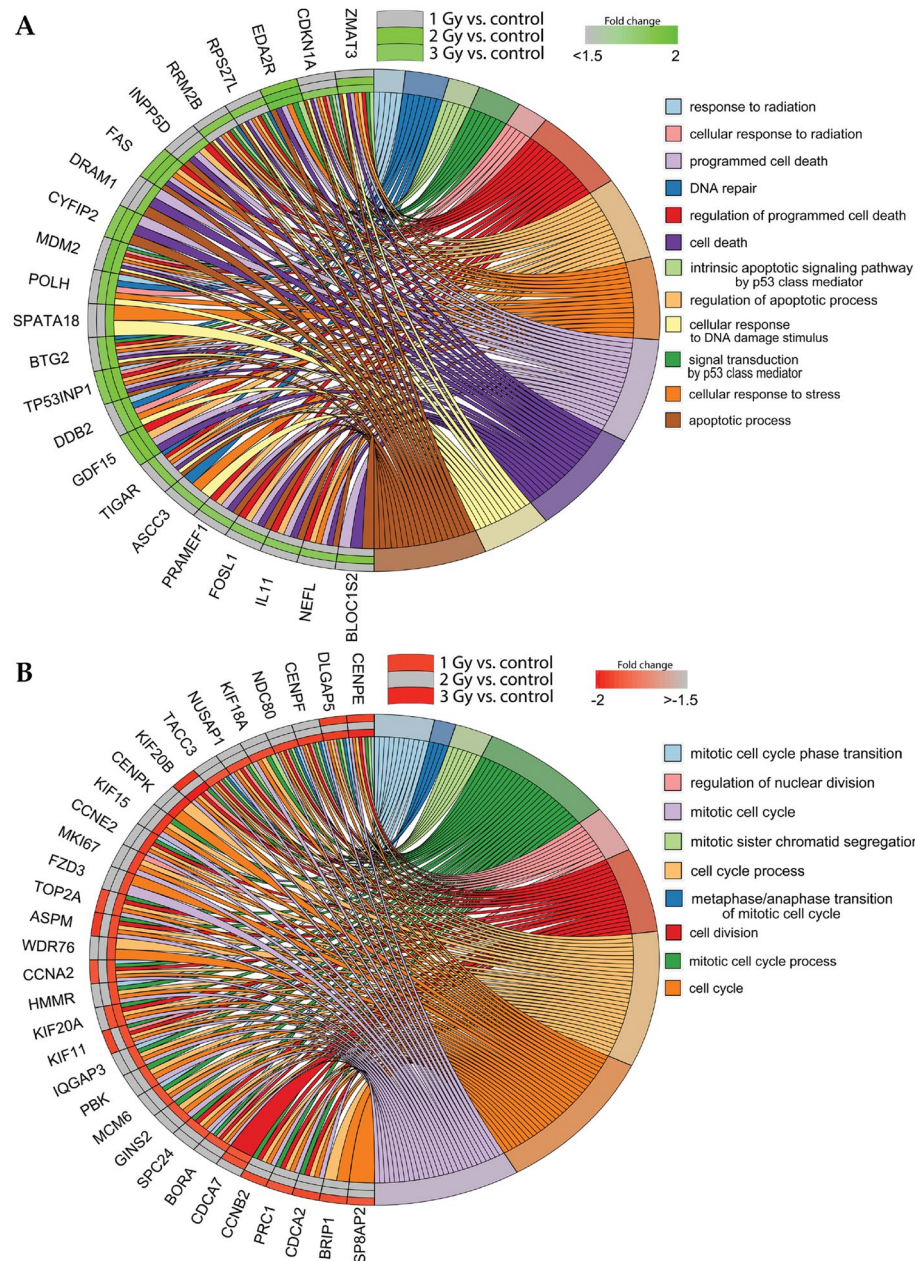 A
1 Gy vs. control
2 Gy vs. control
3 Gy vs. control
Fold change
<1.5 2
ZMAT3
CDKN1A
EDA2R
RPS27L
RRM2B
INPP5D
FAS
DRAM1
CYFIP2
MDM2
POLH
SPATA18
BTG2
TP53INP1
DDB2
GDF15
TIGAR
ASCC3
PRAMEF1
FOSL1
IL11
NEFL
BLOC1S2
response to radiation
cellular response to radiation
programmed cell death
DNA repair
regulation of programmed cell death
cell death
intrinsic apoptotic signaling pathway
by p53 class mediator
regulation of apoptotic process
cellular response
to DNA damage stimulus
signal transduction
by p53 class mediator
cellular response to stress
apoptotic process
B
1 Gy vs. control
2 Gy vs. control
3 Gy vs. control
Fold change
-2 >-1.5
CENPE
DLGAP5
CENPF
NDC80
KIF18A
NUSAP1
TACC3
KIF20B
CENPK
KIF15
CCNE2
MKI67
FZD3
TOP2A
ASPM
WDR76
CCNA2
HMMR
KIF20A
KIF11
IQGAP3
PBK
MCM6
GINS2
SPC24
BORA
CDCA7
CCNB2
PRC1
CDCA2
BRIP1
SP8AP2
mitotic cell cycle phase transition
regulation of nuclear division
mitotic cell cycle
mitotic sister chromatid segregation
cell cycle process
metaphase/anaphase transition
of mitotic cell cycle
cell division
mitotic cell cycle process
cell cycle